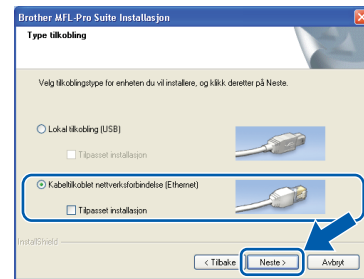 Brother MFL-Pro Suite Installasjon
Type tilkobling
Velg tilkoblingstype for enheten du vil installere, og klikk deretter på Neste.
Lokal tilkobling (USB)
Tilpasset installasjon
Kabeltilkoblet nettverksforbindelse (Ethernet)
Tilpasset installasjon
InstallShield
< Tilbake
Neste >
Avbryt